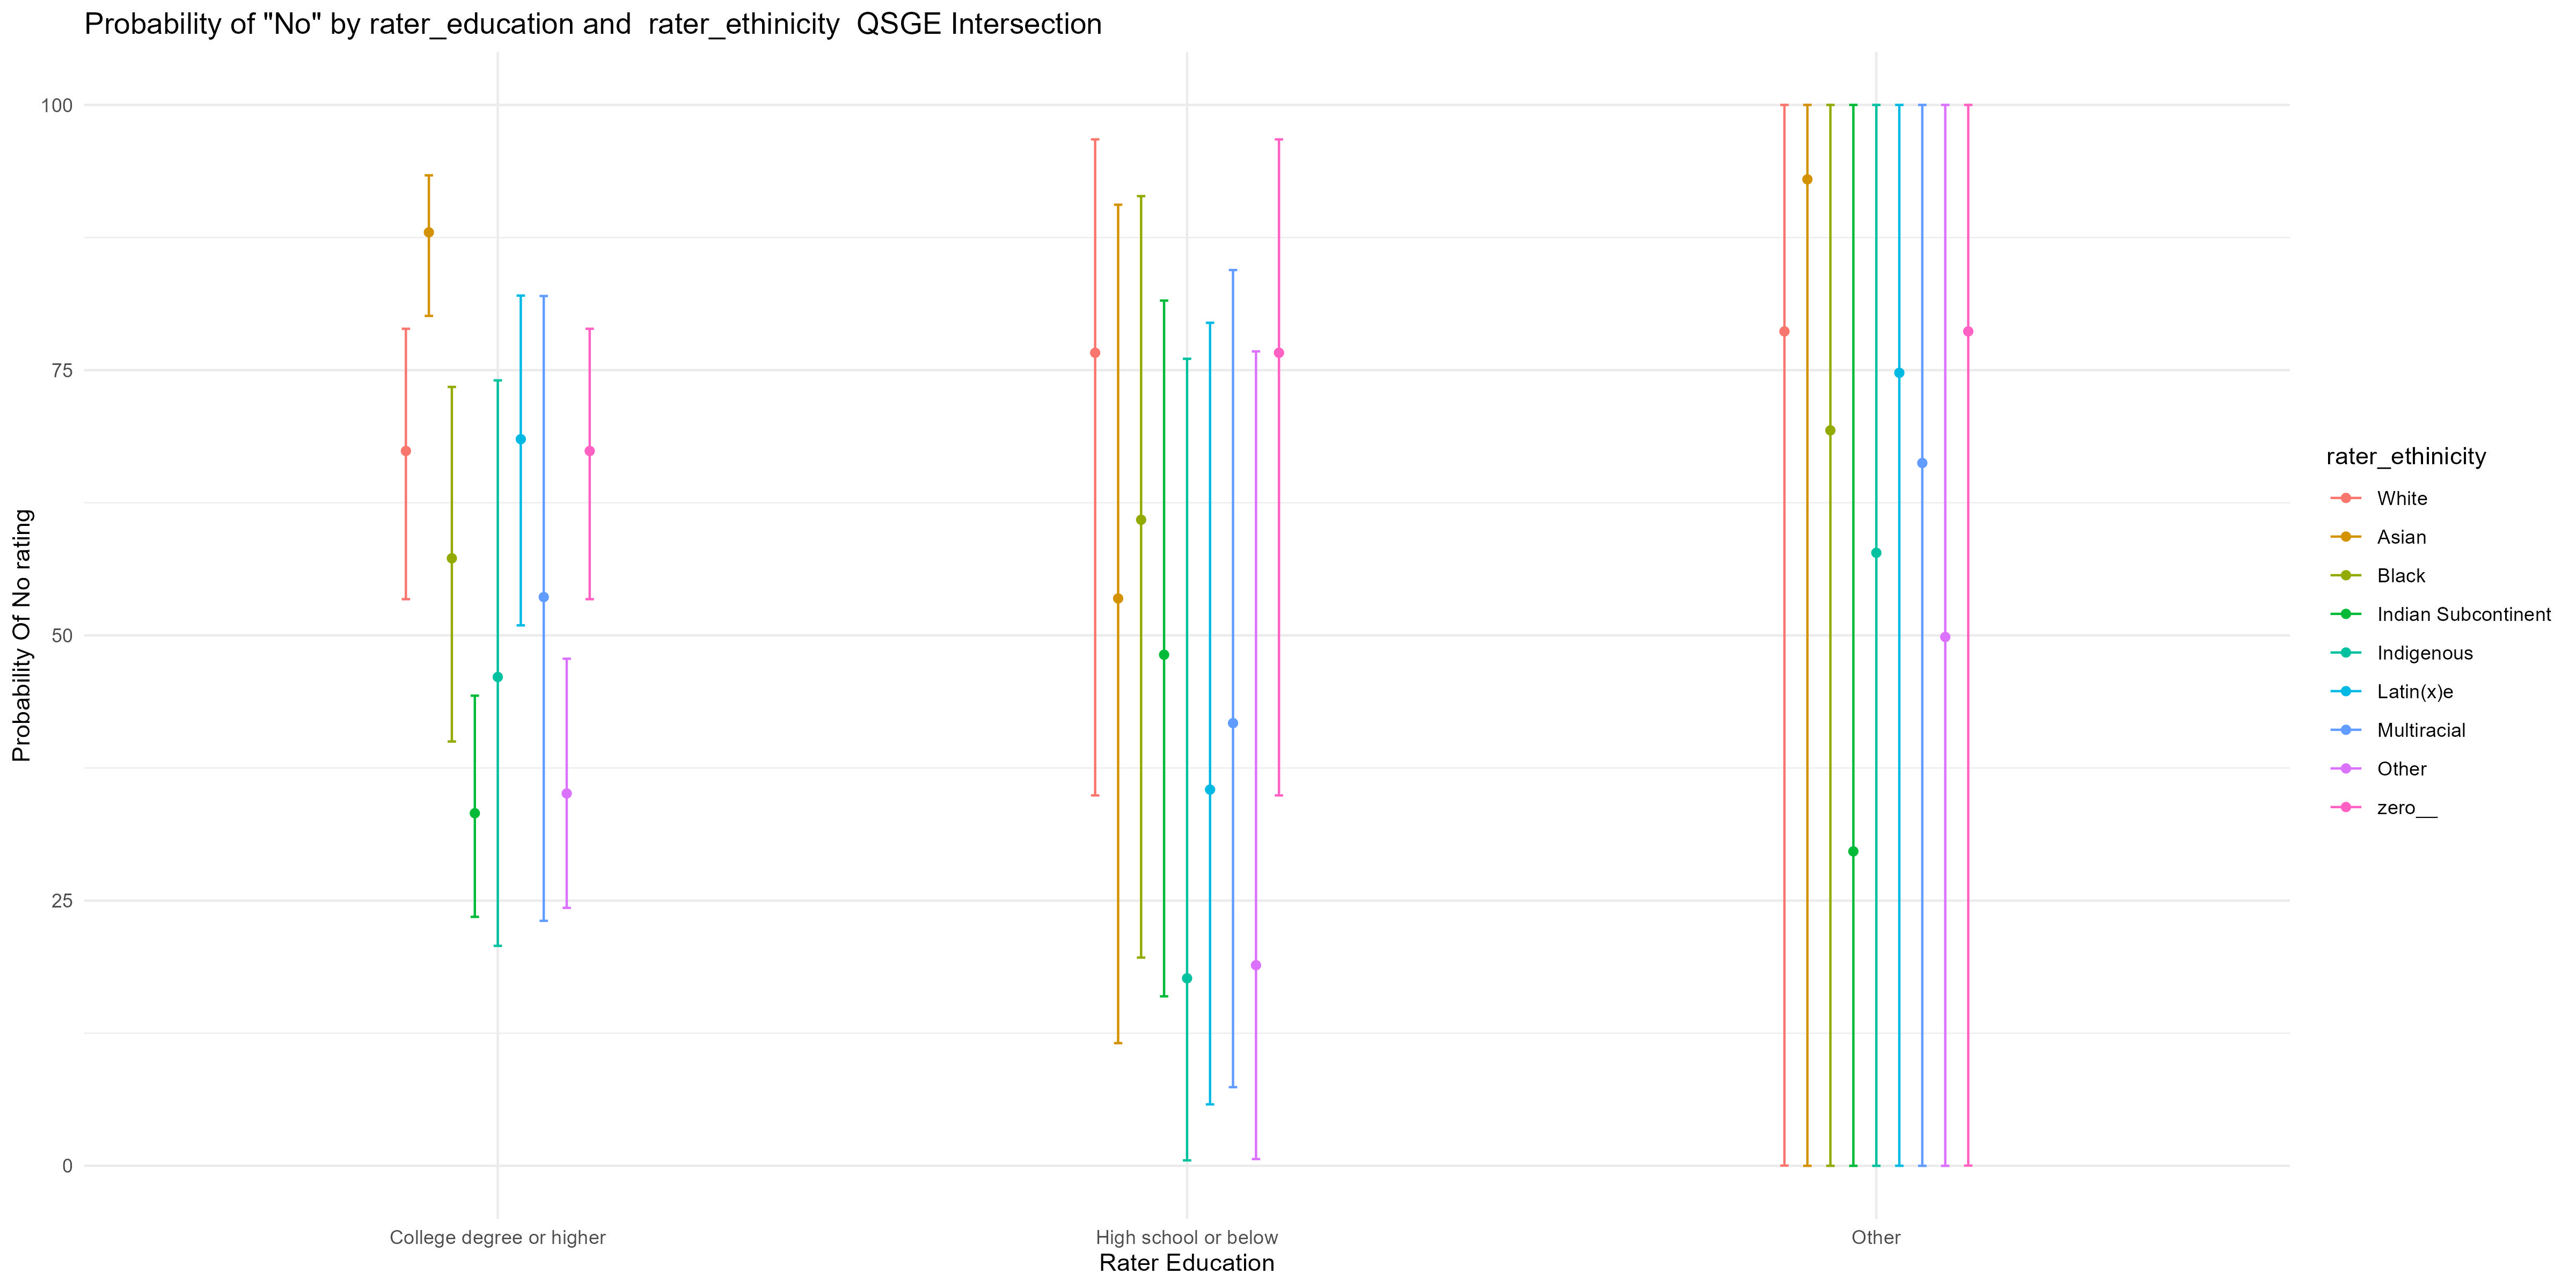 Probability of "No" by rater_education and  rater_ethinicity  QSGE Intersection
Probability Of No rating
100
75
50
25
0
College degree or higher
High school or below
Other
Rater Education
rater_ethinicity
White
Asian
Black
Indian Subcontinent
Indigenous
Latin(x)e
Multiracial
Other
zero__